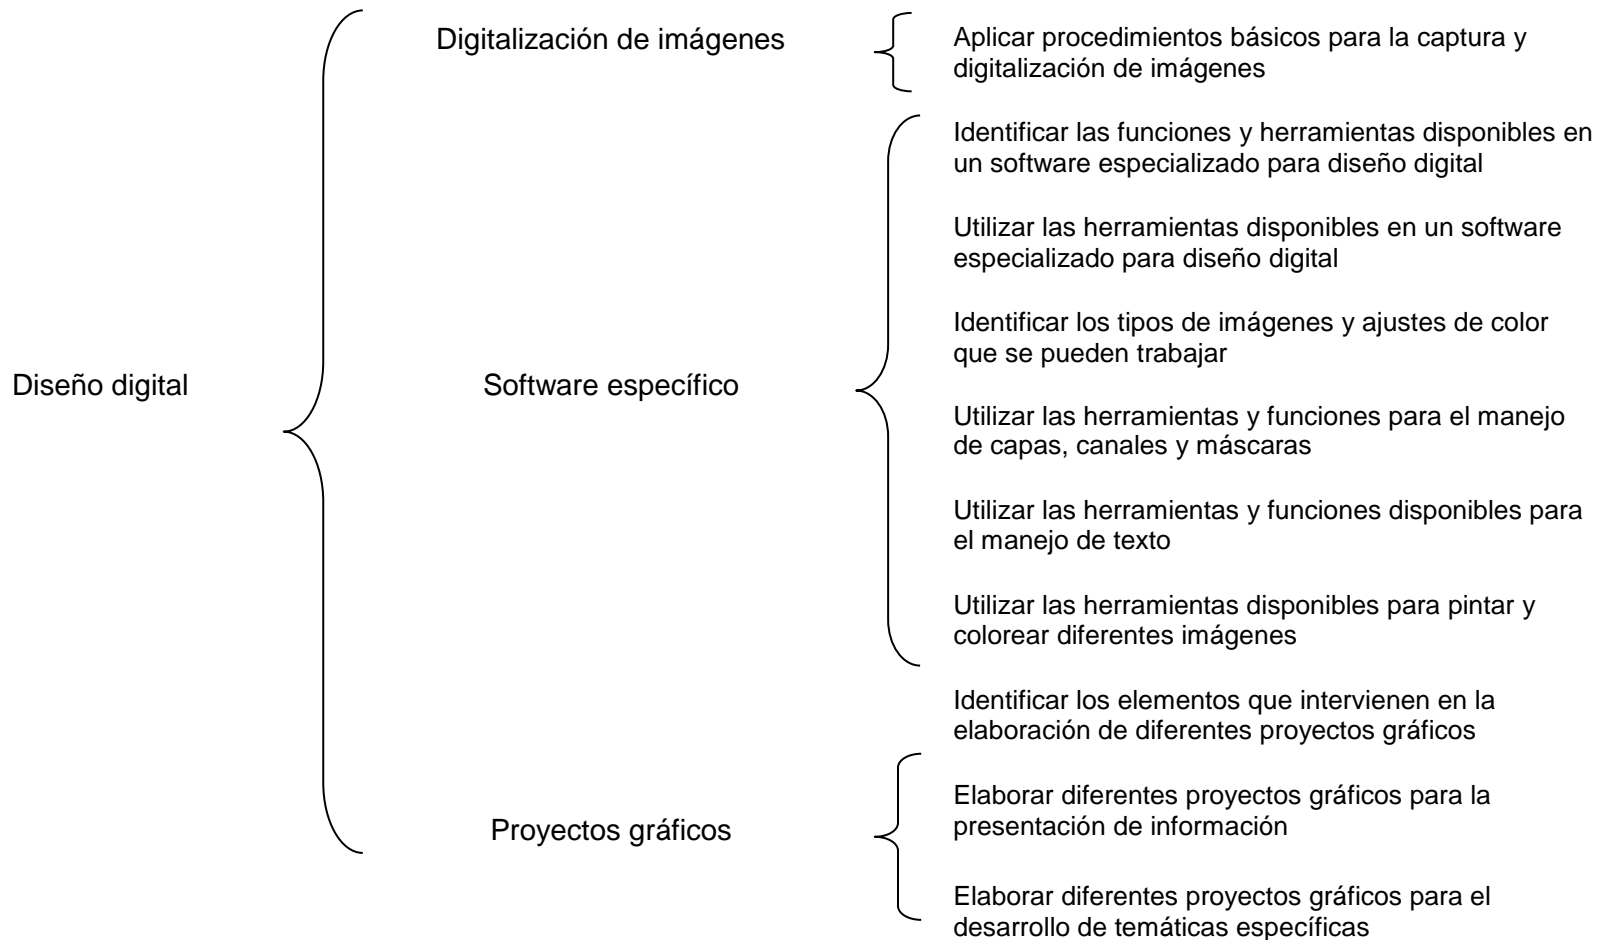 Diseño digital
Digitalización de imágenes
Aplicar procedimientos básicos para la captura y
digitalización de imágenes
Software específico
Identificar las funciones y herramientas disponibles en
un software especializado para diseño digital
Utilizar las herramientas disponibles en un software
especializado para diseño digital
Identificar los tipos de imágenes y ajustes de color
que se pueden trabajar
Utilizar las herramientas y funciones para el manejo
de capas, canales y máscaras
Utilizar las herramientas y funciones disponibles para
el manejo de texto
Utilizar las herramientas disponibles para pintar y
colorear diferentes imágenes
Proyectos gráficos
Identificar los elementos que intervienen en la
elaboración de diferentes proyectos gráficos
Elaborar diferentes proyectos gráficos para la
presentación de información
Elaborar diferentes proyectos gráficos para el
desarrollo de temáticas específicas